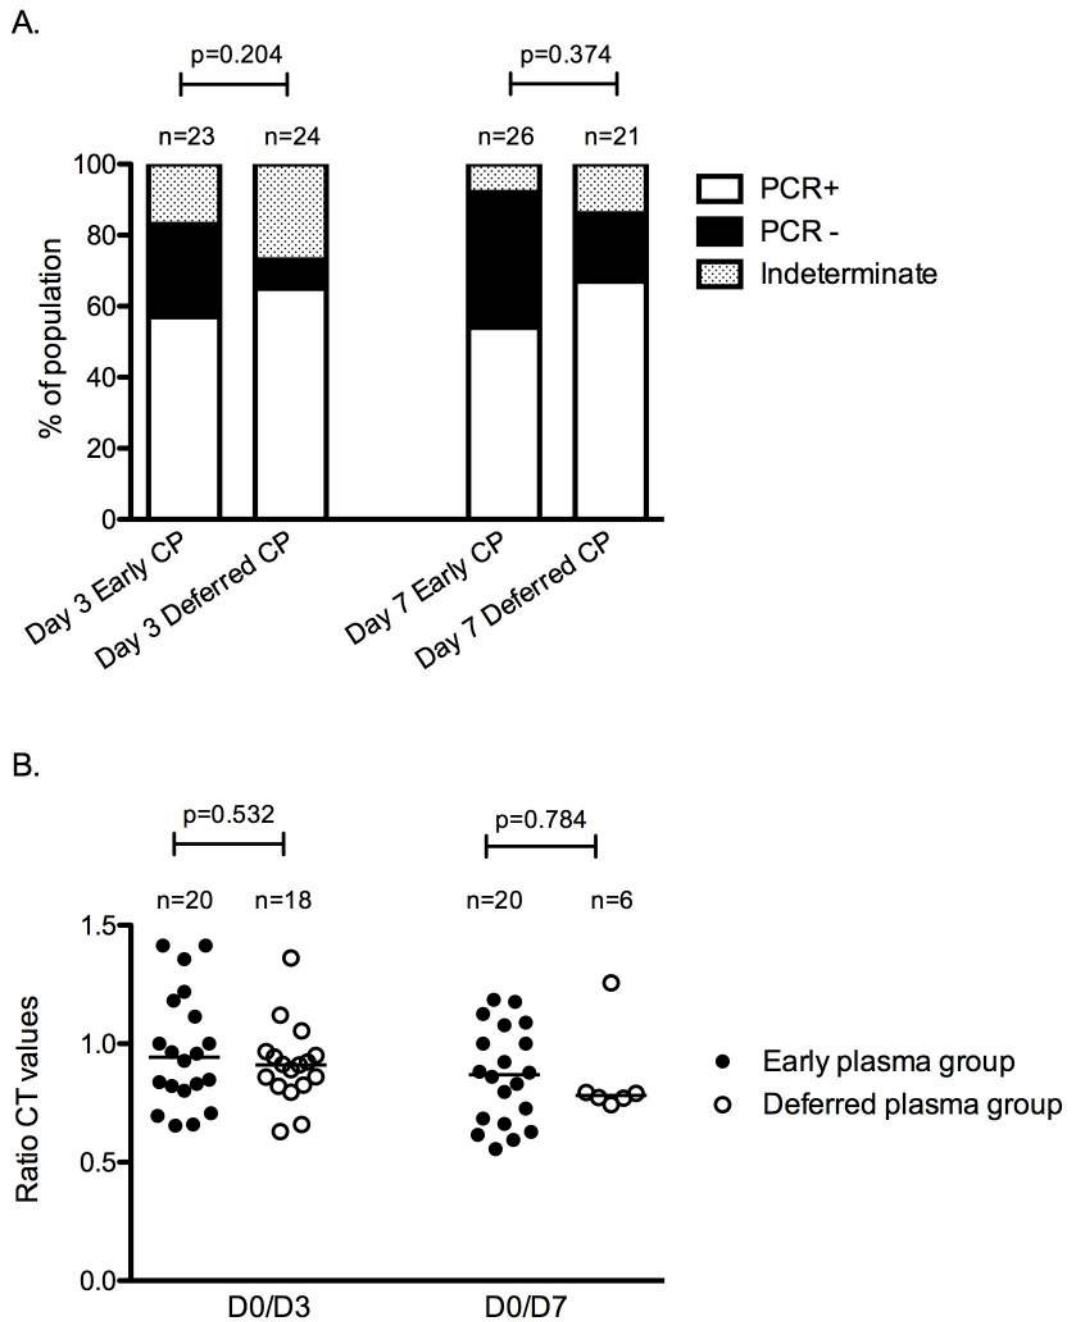 A.
p=0.204
p=0.374
n=23
n=24
n=26
n=21
100
80
60
40
20
0
% of population
PCR+
PCR -
Indeterminate
Day 3 Early CP
Day 3 Deferred CP
Day 7 Early CP
Day 7 Deferred CP
B.
p=0.532
p=0.784
n=20
n=18
n=20
n=6
1.5
1.0
0.5
0.0
Ratio CT values
Early plasma group
Deferred plasma group
D0/D3
D0/D7